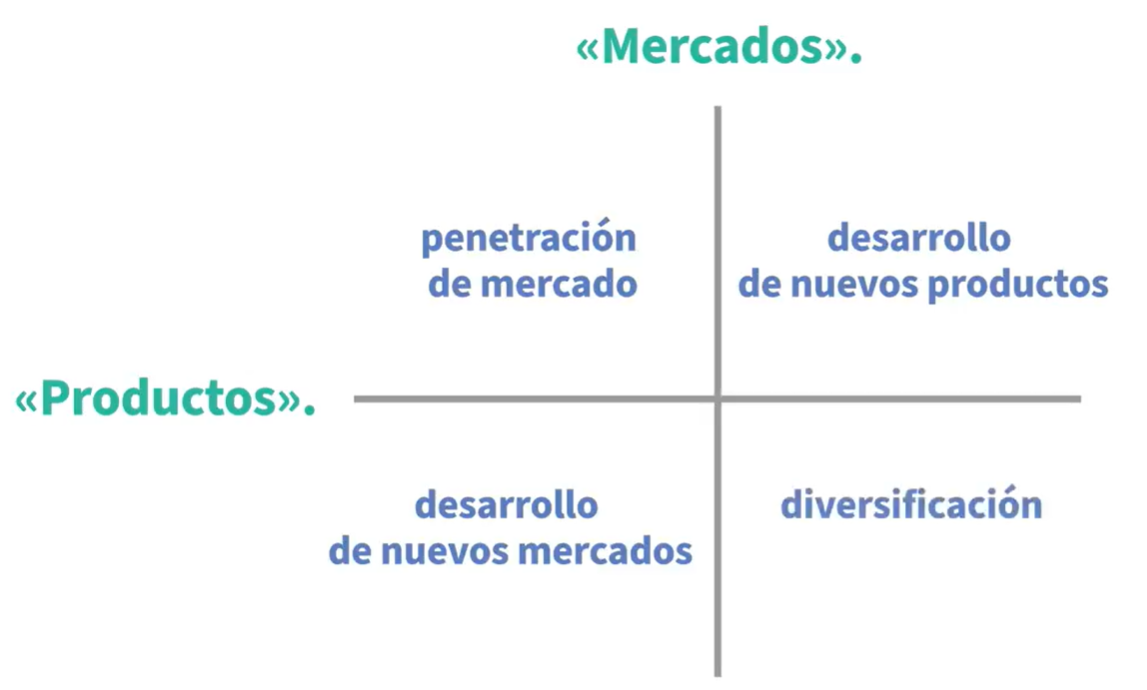 «Mercados».
penetración
de mercado
desarrollo
de nuevos productos
«Productos».
desarrollo
de nuevos mercados
diversificación